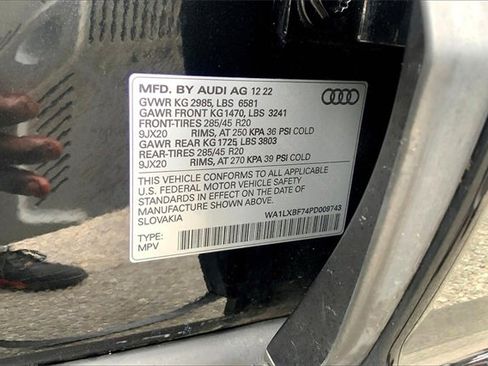 MFD. BY AUDI AG 12 22
GVWR KG 2985, LBS 6581
GAWR FRONT KG1470, LBS 3241
FRONT-TIRES 285/45 R20
9JX20 RIMS, AT 250 KPA 36 PSI COLD
GAWR REAR KG 1725, LBS 3803
REAR-TIRES 285/45 R20
9JX20 RIMS, AT 270 KPA 39 PSI COLD
THIS VEHICLE CONFORMS TO ALL APPLICABLE
U.S. FEDERAL MOTOR VEHICLE SAFETY
STANDARDS IN EFFECT ON THE DATE OF
MANUFACTURE SHOWN ABOVE.
SLOVAKIA
WA1LXBF74PD009743
TYPE:
MPV